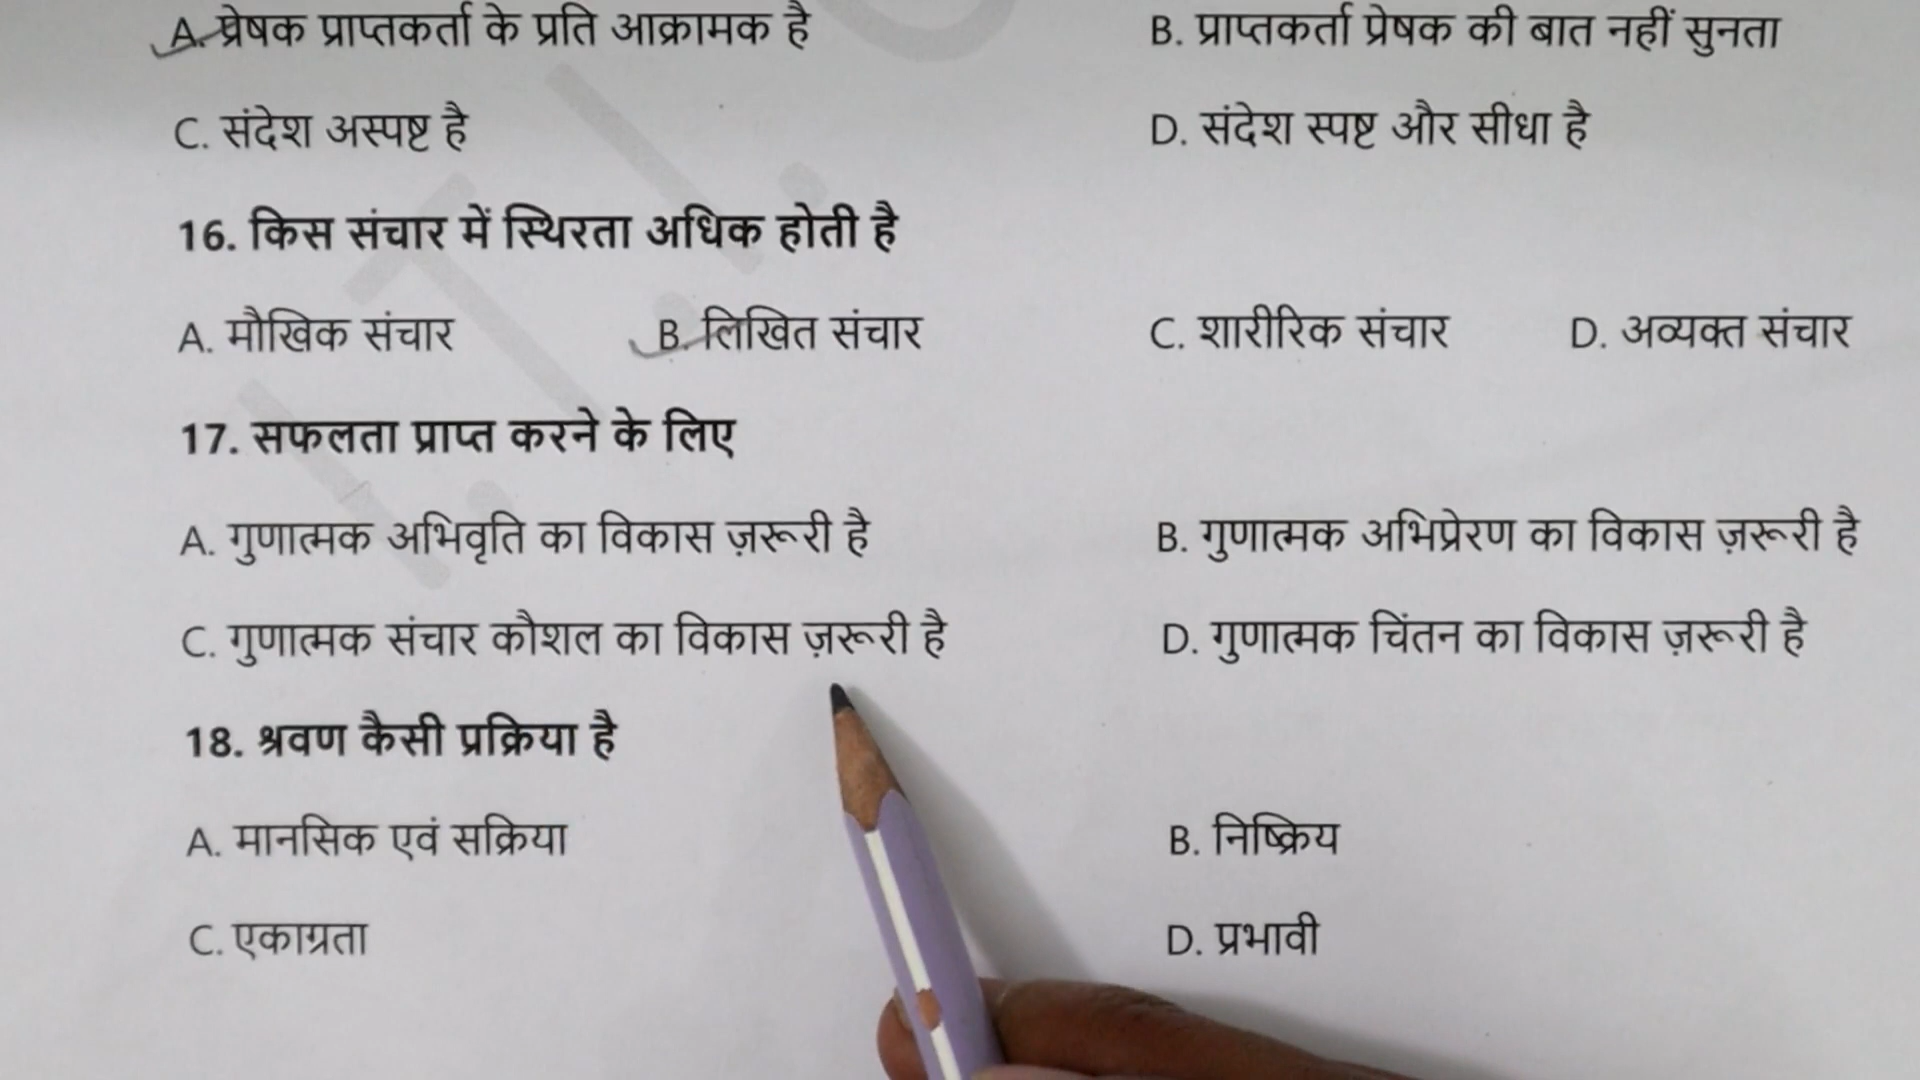 A. प्रेषक प्राप्तकर्ता के प्रति आक्रामक है B. प्राप्तकर्ता प्रेषक की बात नहीं सुनता
C. संदेश अस्पष्ट है D. संदेश स्पष्ट और सीधा है
16. किस संचार में स्थिरता अधिक होती है
A. मौखिक संचार B. लिखित संचार C. शारीरिक संचार D. अव्यक्त संचार
17. सफलता प्राप्त करने के लिए
A. गुणात्मक अभिवृति का विकास ज़रूरी है B. गुणात्मक अभिप्रेरण का विकास ज़रूरी है
C. गुणात्मक संचार कौशल का विकास ज़रूरी है D. गुणात्मक चिंतन का विकास ज़रूरी है
18. श्रवण कैसी प्रक्रिया है
A. मानसिक एवं सक्रिया B. निष्क्रिय
C. एकाग्रता D. प्रभावी